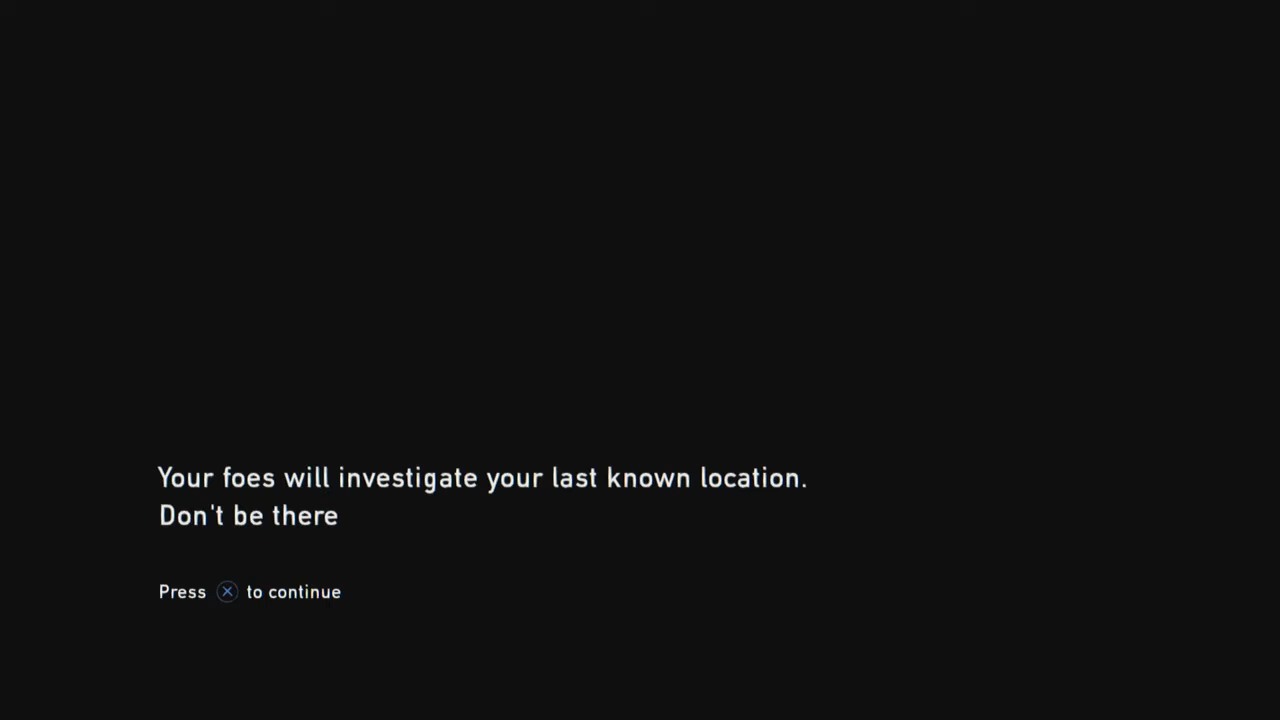 Your foes will investigate your last known location.
Don't be there
Press ⓧ to continue